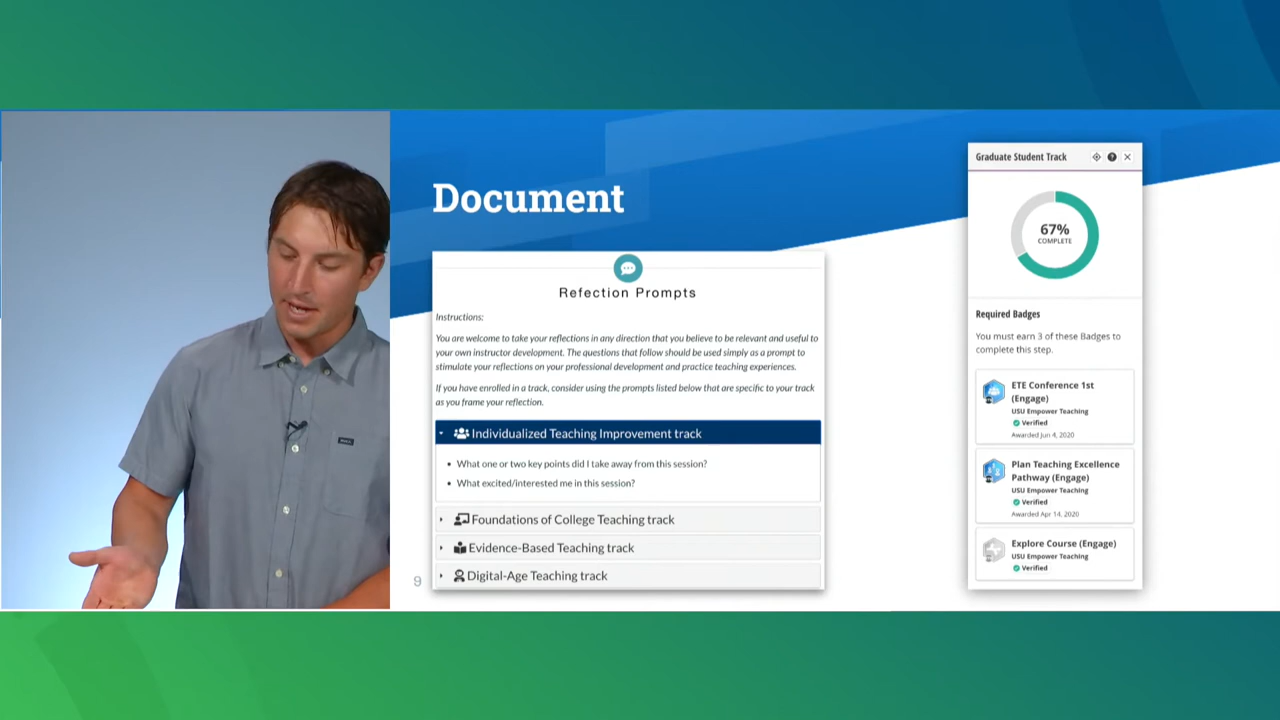 Document
Refection Prompts
Instructions:
You are welcome to take your reflections in any direction that you believe to be relevant and useful to
your own instructor development. The questions that follow should be used simply as a prompt to
stimulate your reflections on your professional development and practice teaching experiences.
If you have enrolled in a track, consider using the prompts listed below that are specific to your track
as you frame your reflection.
Individualized Teaching Improvement track
• What one or two key points did I take away from this session?
• What excited/interested me in this session?
Foundations of College Teaching track
Evidence-Based Teaching track
Digital-Age Teaching track
9
Graduate Student Track
67%
COMPLETE
Required Badges
You must earn 3 of these Badges to
complete this step.
ETE Conference 1st
(Engage)
USU Empower Teaching
Verified
Awarded Jun 4, 2020
Plan Teaching Excellence
Pathway (Engage)
USU Empower Teaching
Verified
Awarded Apr 14, 2020
Explore Course (Engage)
USU Empower Teaching
Verified